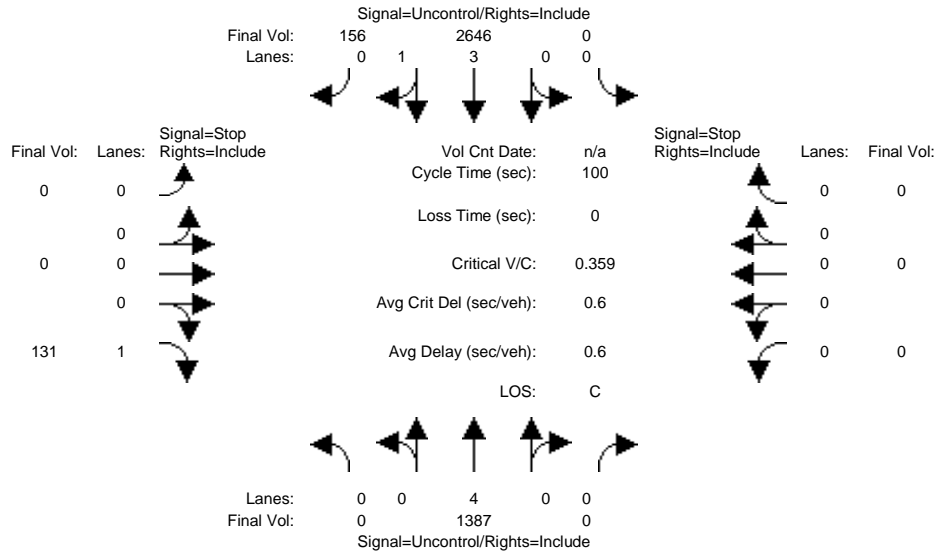 Signal=Uncontrol/Rights=Include
Final Vol: 156 2646 0
Lanes: 0 1 3 0 0
Signal=Stop
Final Vol: Lanes: Rights=Include
Vol Cnt Date: n/a
Signal=Stop
Rights=Include Lanes: Final Vol:
Cycle Time (sec): 100
0 0
0 0
Loss Time (sec): 0
0
0
0 0
Critical V/C: 0.359
0 0
0
Avg Crit Del (sec/veh): 0.6
0
131 1
Avg Delay (sec/veh): 0.6
0 0
LOS: C
Lanes: 0 0 4 0 0
Final Vol: 0 1387 0
Signal=Uncontrol/Rights=Include